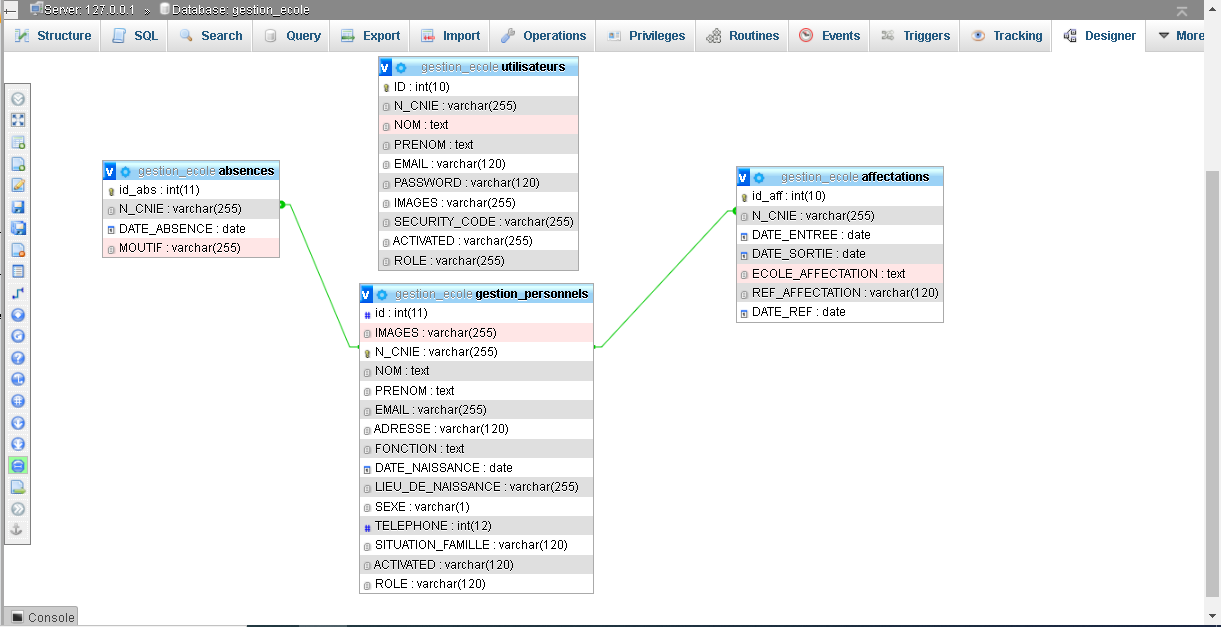 Server: 127.0.0.1 » Database: gestion_ecole
Structure SQL Search Query Export Import Operations Privileges Routines Events Triggers Tracking Designer More
v gestion_ecole utilisateurs
ID : int(10)
N_CNIE : varchar(255)
NOM : text
PRENOM : text
EMAIL : varchar(120)
PASSWORD : varchar(120)
IMAGES : varchar(255)
SECURITY_CODE : varchar(255)
ACTIVATED : varchar(255)
ROLE : varchar(255)
v gestion_ecole absences
id_abs : int(11)
N_CNIE : varchar(255)
DATE_ABSENCE : date
MOUTIF : varchar(255)
v gestion_ecole affectations
id_aff : int(10)
N_CNIE : varchar(255)
DATE_ENTREE : date
DATE_SORTIE : date
ECOLE_AFFECTATION : text
REF_AFFECTATION : varchar(120)
DATE_REF : date
v gestion_ecole gestion_personnels
# id : int(11)
IMAGES : varchar(255)
N_CNIE : varchar(255)
NOM : text
PRENOM : text
EMAIL : varchar(255)
ADRESSE : varchar(120)
FONCTION : text
DATE_NAISSANCE : date
LIEU_DE_NAISSANCE : varchar(255)
SEXE : varchar(1)
# TELEPHONE : int(12)
SITUATION_FAMILLE : varchar(120)
ACTIVATED : varchar(120)
ROLE : varchar(120)
Console